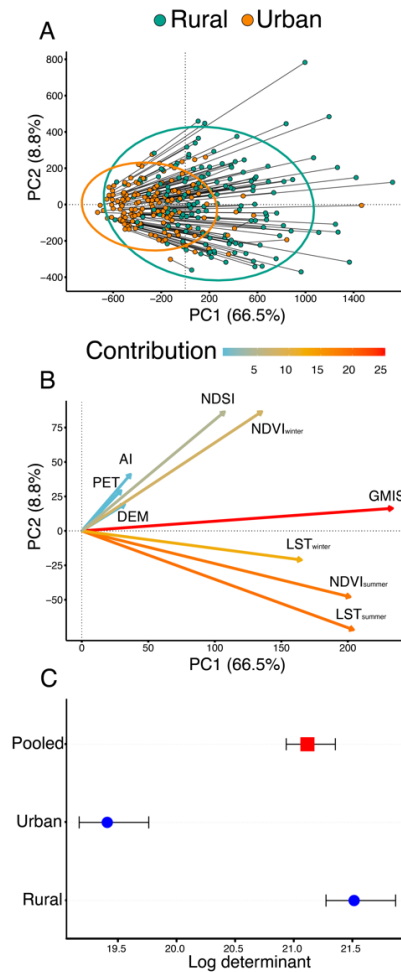 Rural Urban
A
800
600
400
200
0
−200
−400
PC2 (8.8%)
−600 −200 200 600 1000 1400
PC1 (66.5%)
Contribution
5 10 15 20 25
B
NDSI
NDVIwinter
AI
PET
DEM
GMIS
LSTwinter
NDVIsummer
LSTsummer
75
50
25
0
−25
−50
PC2 (8.8%)
0 50 100 150 200
PC1 (66.5%)
C
Pooled
Urban
Rural
19.5 20.0 20.5 21.0 21.5
Log determinant